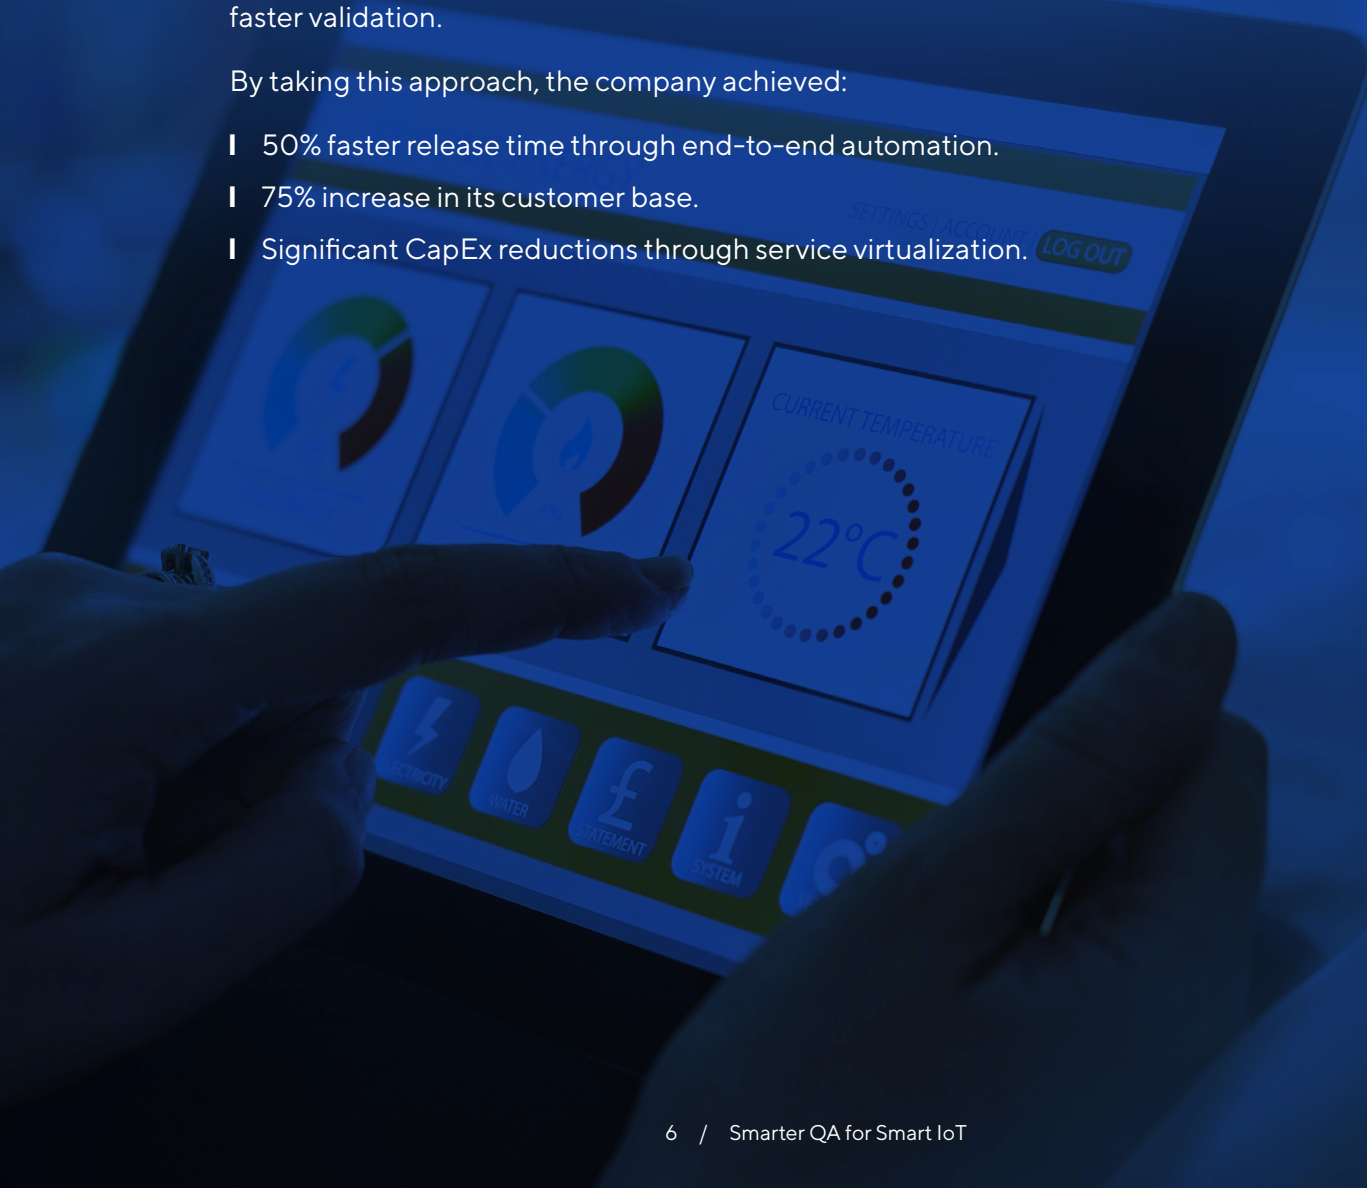 faster validation.
By taking this approach, the company achieved:
50% faster release time through end-to-end automation.
75% increase in its customer base.
Significant CapEx reductions through service virtualization.
SETTINGS | ACCOUNT
LOG OUT
CURRENT TEMPERATURE
22°C
ELECTRICITY
WATER
£
STATEMENT
i
SYSTEM
6 / Smarter QA for Smart IoT